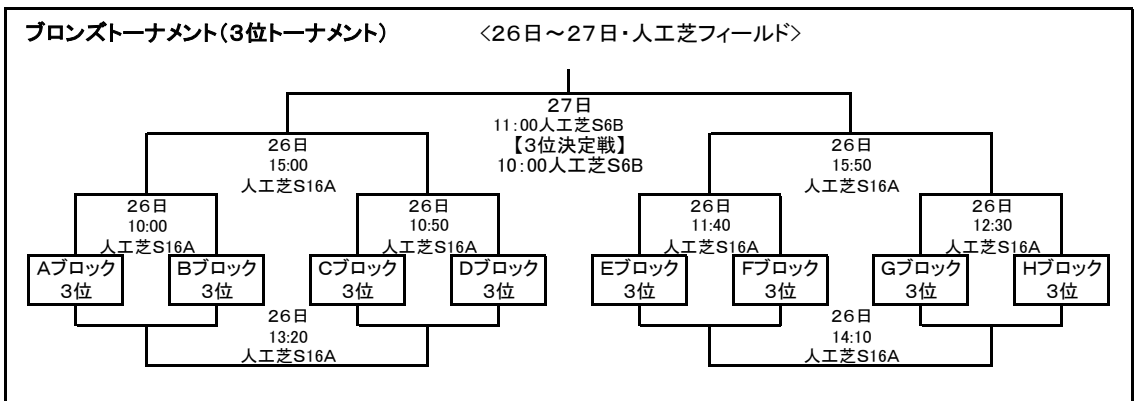 ブロンズトーナメント(3位トーナメント) <26日~27日・人工芝フィールド>
27日
11:00人工芝S6B
【3位決定戦】
10:00人工芝S6B
26日
15:00
人工芝S16A
26日
15:50
人工芝S16A
26日
10:00
人工芝S16A
26日
10:50
人工芝S16A
26日
11:40
人工芝S16A
26日
12:30
人工芝S16A
Aブロック
3位
Bブロック
3位
Cブロック
3位
Dブロック
3位
Eブロック
3位
Fブロック
3位
Gブロック
3位
Hブロック
3位
26日
13:20
人工芝S16A
26日
14:10
人工芝S16A